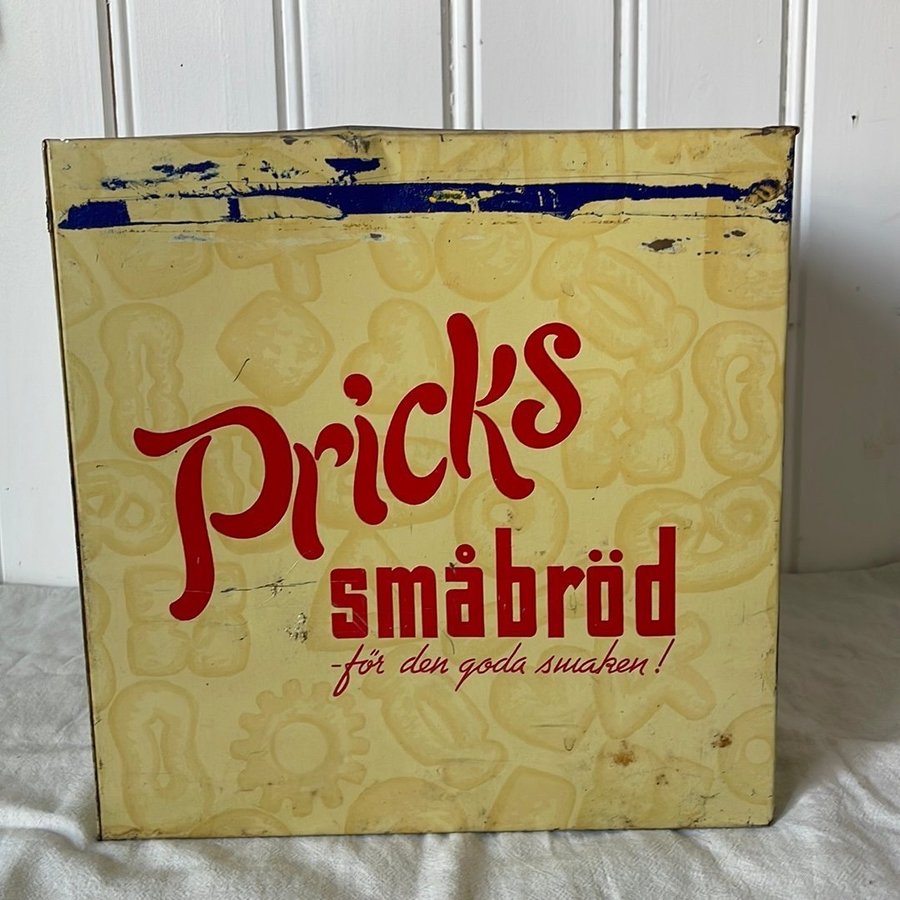 Pricks
småbröd
-för den goda smaken!